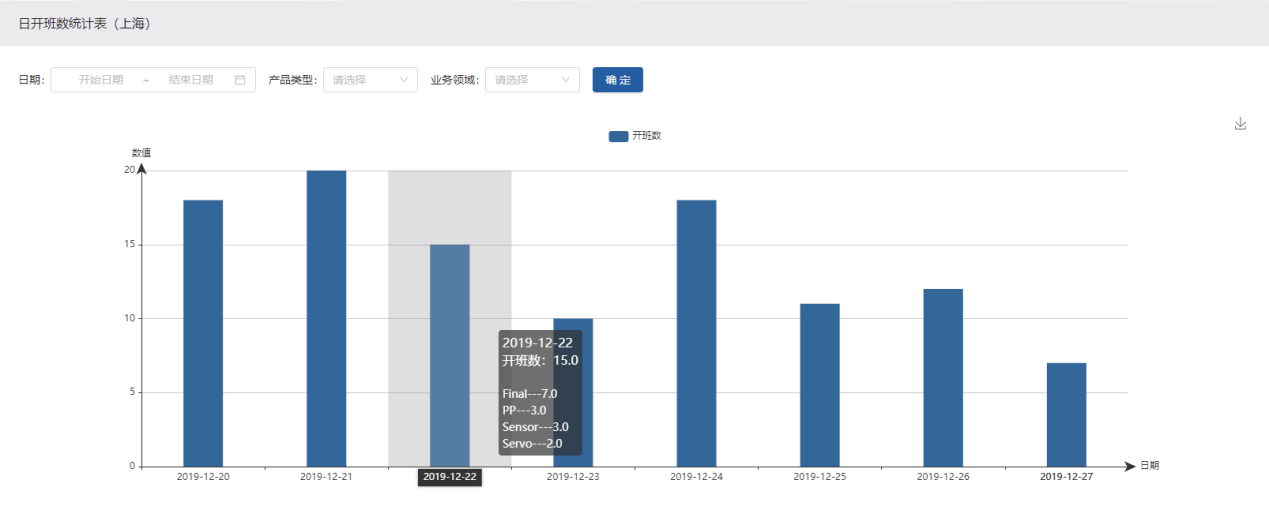 日开班数统计表（上海）
日期： 开始日期 ~ 结束日期 产品类型： 请选择 业务领域： 请选择 确 定
开班数
数值
20
15
10
5
0
2019-12-22
开班数：15.0
Final---7.0
PP---3.0
Sensor---3.0
Servo---2.0
日期
2019-12-20 2019-12-21 2019-12-22 2019-12-23 2019-12-24 2019-12-25 2019-12-26 2019-12-27